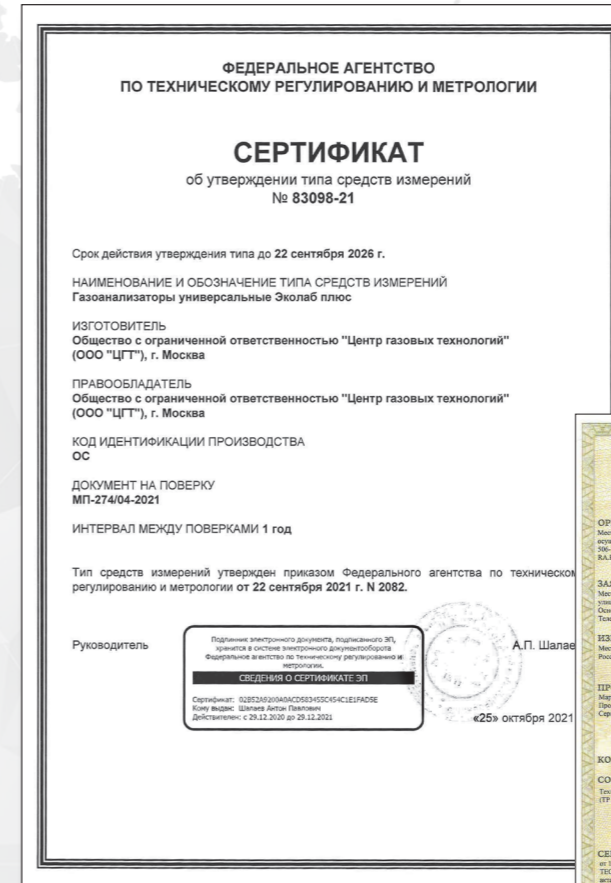 ФЕДЕРАЛЬНОЕ АГЕНТСТВО
ПО ТЕХНИЧЕСКОМУ РЕГУЛИРОВАНИЮ И МЕТРОЛОГИИ
СЕРТИФИКАТ
об утверждении типа средств измерений
№ 83098-21
Срок действия утверждения типа до 22 сентября 2026 г.
НАИМЕНОВАНИЕ И ОБОЗНАЧЕНИЕ ТИПА СРЕДСТВ ИЗМЕРЕНИЙ
Газоанализаторы универсальные Эколаб плюс
ИЗГОТОВИТЕЛЬ
Общество с ограниченной ответственностью "Центр газовых технологий"
(ООО "ЦГТ"), г. Москва
ПРАВООБЛАДАТЕЛЬ
Общество с ограниченной ответственностью "Центр газовых технологий"
(ООО "ЦГТ"), г. Москва
КОД ИДЕНТИФИКАЦИИ ПРОИЗВОДСТВА
ОС
ДОКУМЕНТ НА ПОВЕРКУ
МП-274/04-2021
ИНТЕРВАЛ МЕЖДУ ПОВЕРКАМИ 1 год
Тип средств измерений утвержден приказом Федерального агентства по техническом
регулированию и метрологии от 22 сентября 2021 г. N 2082.
Руководитель
Подлинник электронного документа, подписанного ЭП,
хранится в системе электронного документооборота
Федеральное агентство по техническому регулированию и
метрологии.
СВЕДЕНИЯ О СЕРТИФИКАТЕ ЭП
Сертификат:
Кому выдан: Шалаев Антон Павлович
Действителен: с 29.12.2020 до 29.12.2021
А.П. Шалае
«25» октября 2021